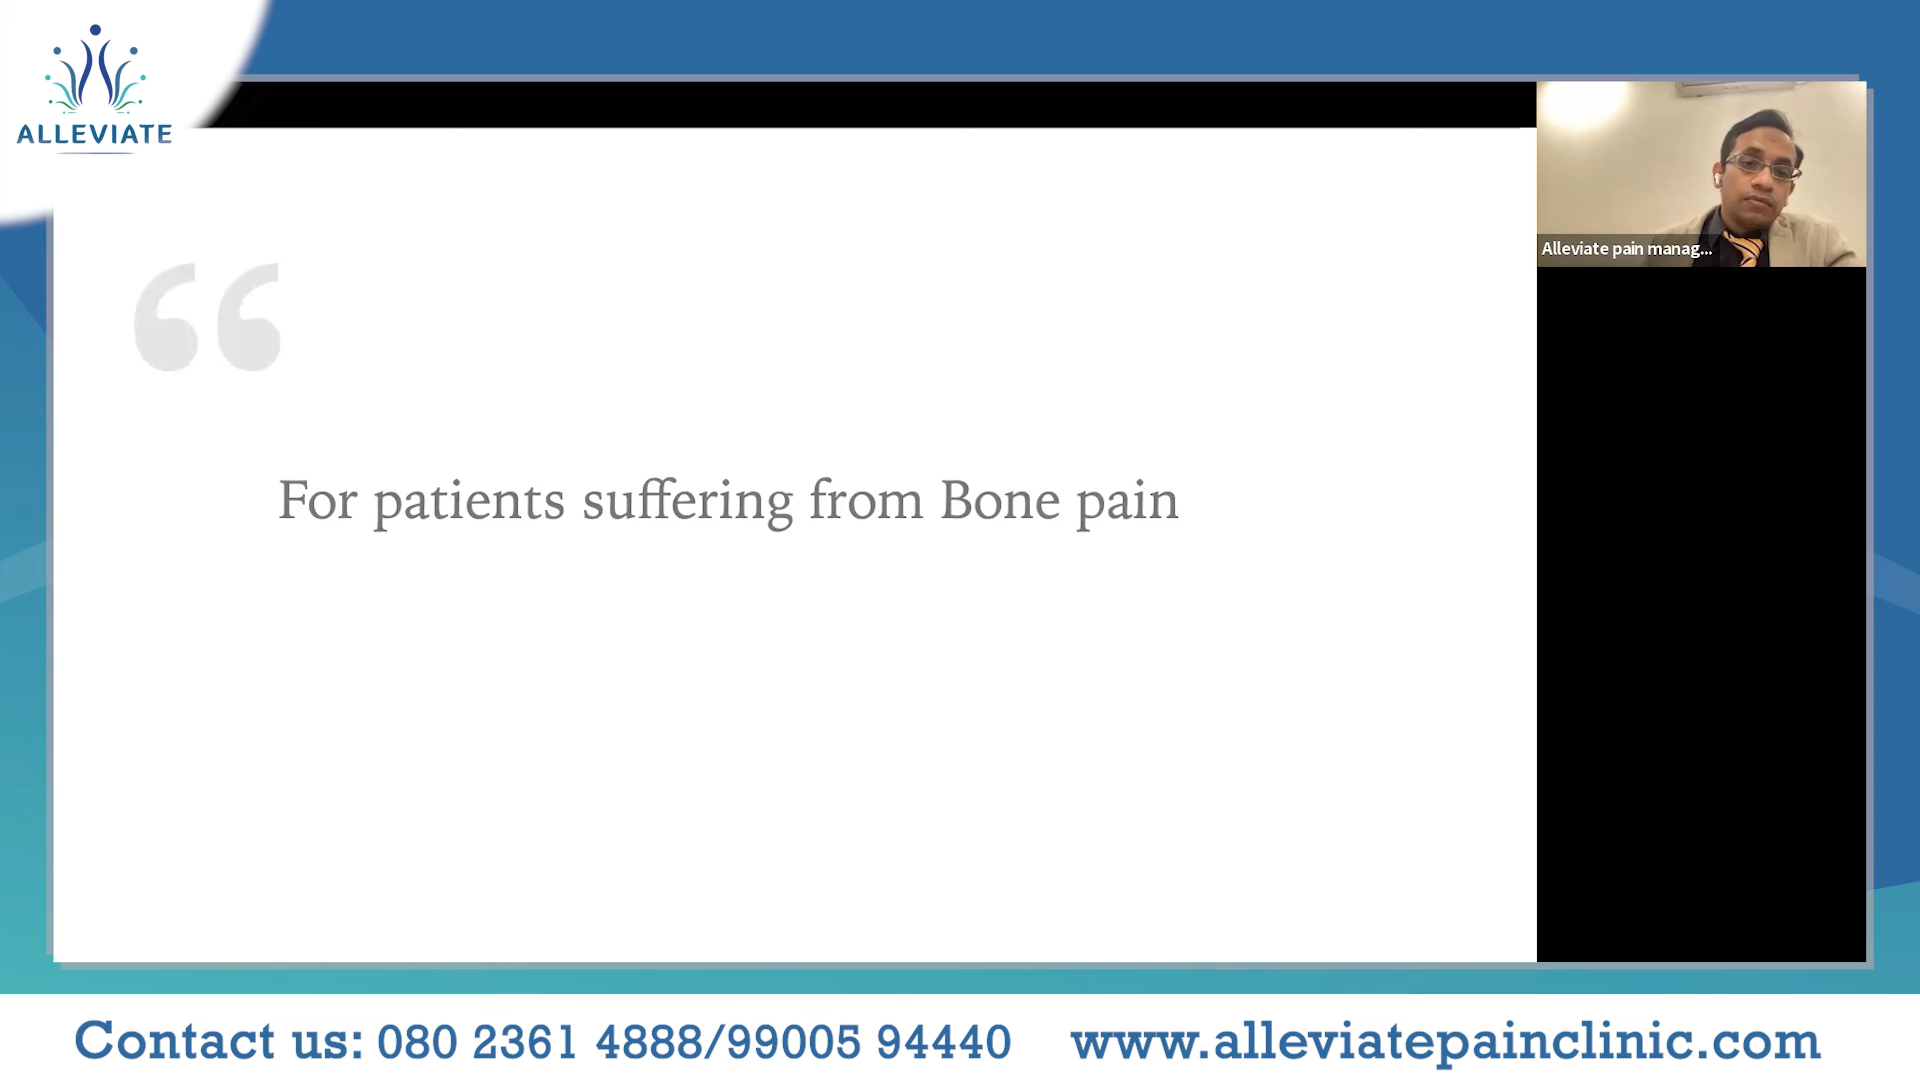 ALLEVIATE
Alleviate pain manag...
“
For patients suffering from Bone pain
Contact us: 080 2361 4888/99005 94440 www.alleviatepainclinic.com